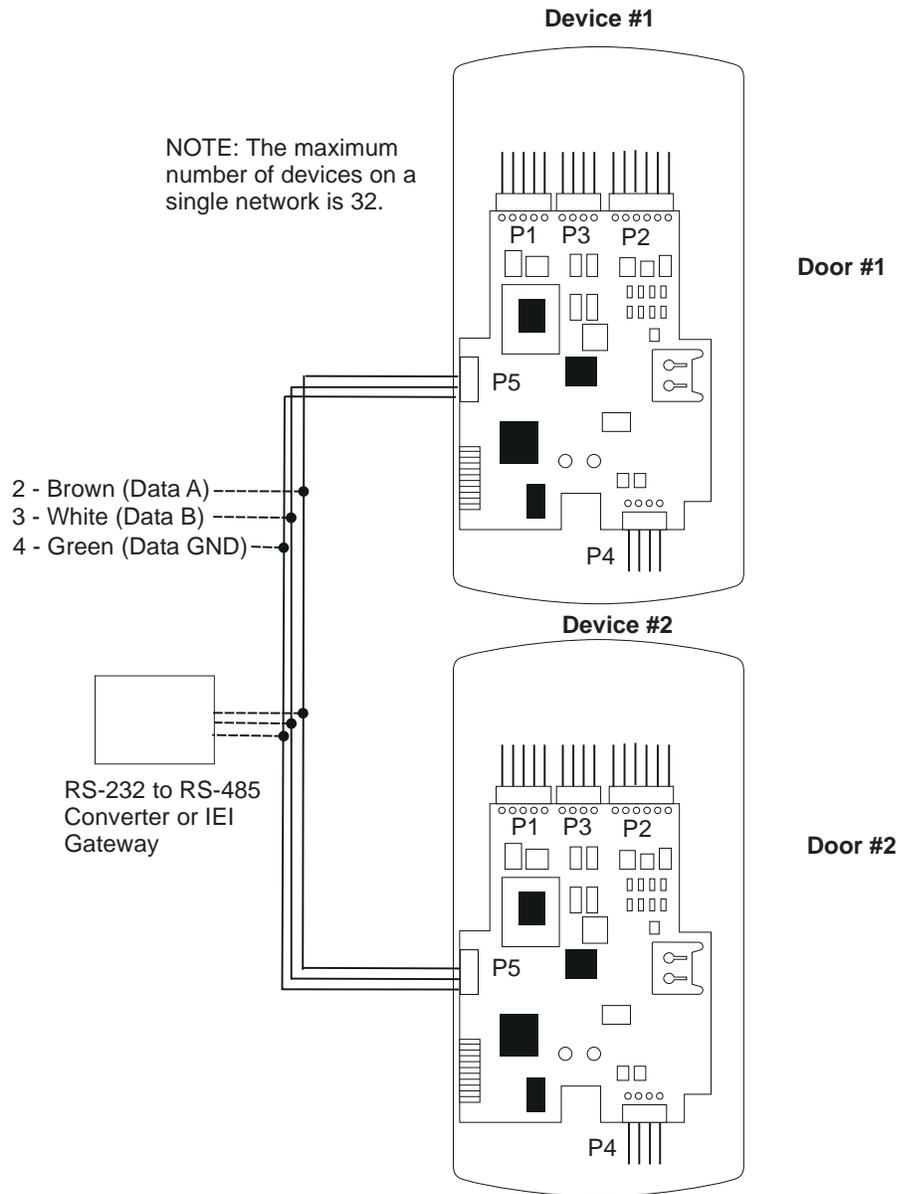 Device #1
NOTE: The maximum
number of devices on a
single network is 32.
P1 P3 P2
Door #1
P5
2 - Brown (Data A)
3 - White (Data B)
4 - Green (Data GND)
P4
Device #2
RS-232 to RS-485
Converter or IEI
Gateway
P1 P3 P2
Door #2
P5
P4